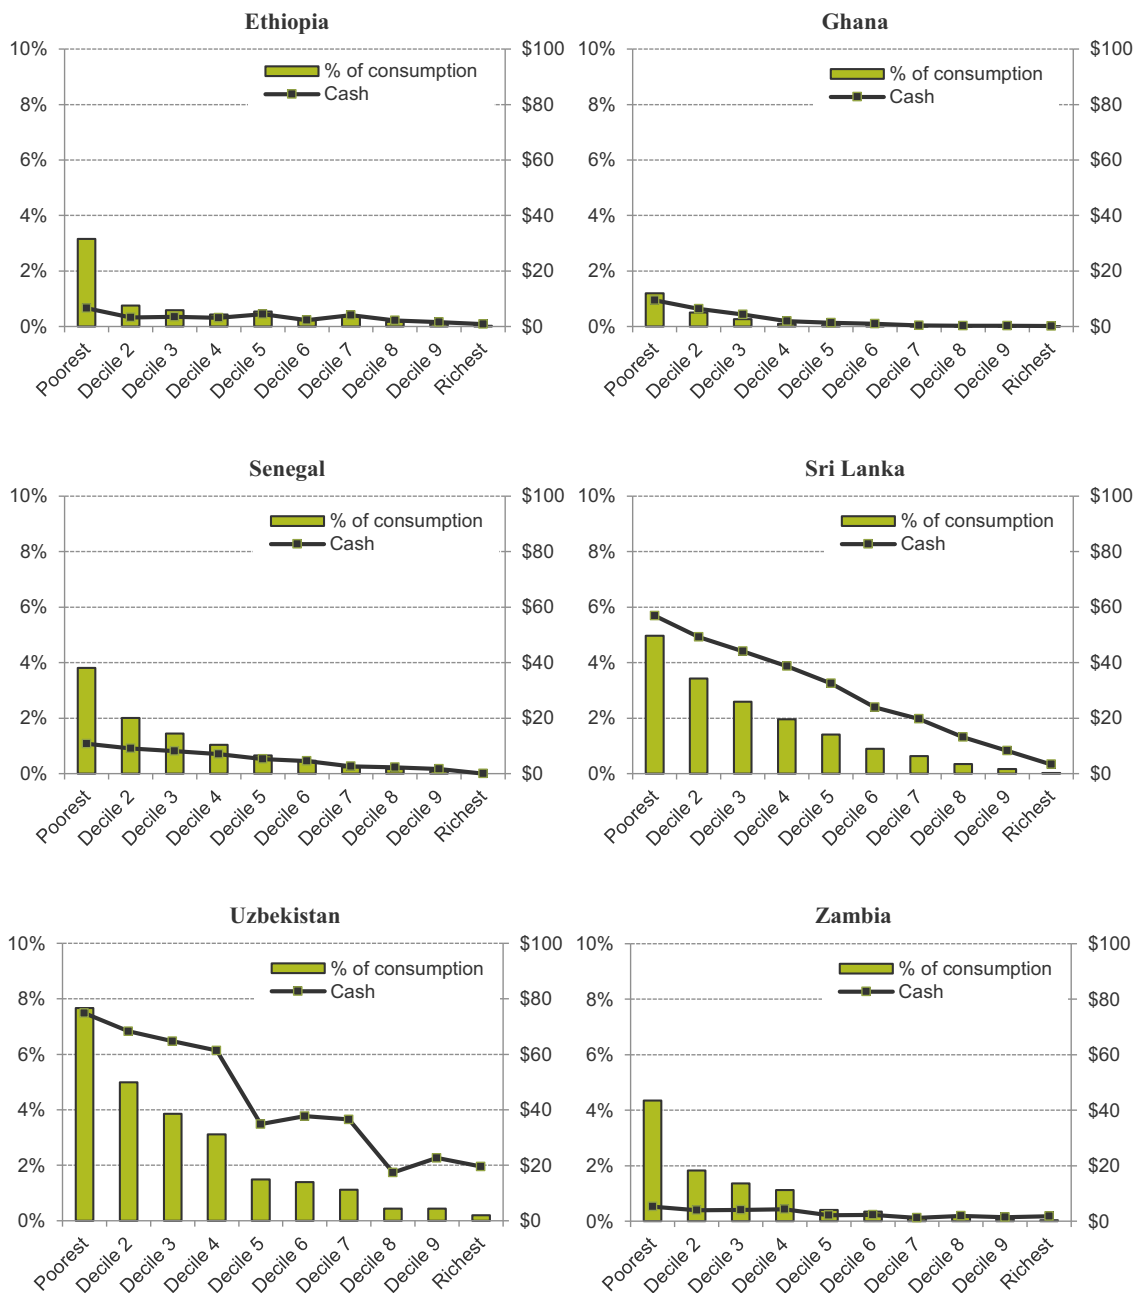 Ethiopia
10%
8%
6%
4%
2%
0%
$100
$80
$60
$40
$20
$0
% of consumption
Cash
Poorest
Decile 2
Decile 3
Decile 4
Decile 5
Decile 6
Decile 7
Decile 8
Decile 9
Richest
Ghana
10%
8%
6%
4%
2%
0%
$100
$80
$60
$40
$20
$0
% of consumption
Cash
Poorest
Decile 2
Decile 3
Decile 4
Decile 5
Decile 6
Decile 7
Decile 8
Decile 9
Richest
Senegal
10%
8%
6%
4%
2%
0%
$100
$80
$60
$40
$20
$0
% of consumption
Cash
Poorest
Decile 2
Decile 3
Decile 4
Decile 5
Decile 6
Decile 7
Decile 8
Decile 9
Richest
Sri Lanka
10%
8%
6%
4%
2%
0%
$100
$80
$60
$40
$20
$0
% of consumption
Cash
Poorest
Decile 2
Decile 3
Decile 4
Decile 5
Decile 6
Decile 7
Decile 8
Decile 9
Richest
Uzbekistan
10%
8%
6%
4%
2%
0%
$100
$80
$60
$40
$20
$0
% of consumption
Cash
Poorest
Decile 2
Decile 3
Decile 4
Decile 5
Decile 6
Decile 7
Decile 8
Decile 9
Richest
Zambia
10%
8%
6%
4%
2%
0%
$100
$80
$60
$40
$20
$0
% of consumption
Cash
Poorest
Decile 2
Decile 3
Decile 4
Decile 5
Decile 6
Decile 7
Decile 8
Decile 9
Richest